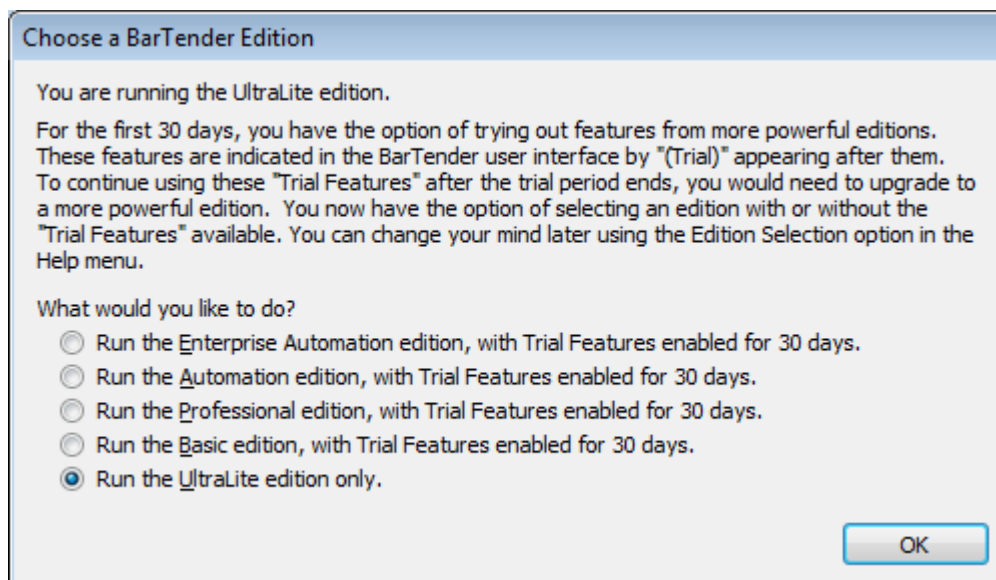 Choose a BarTender Edition
You are running the UltraLite edition.
For the first 30 days, you have the option of trying out features from more powerful editions.
These features are indicated in the BarTender user interface by "(Trial)" appearing after them.
To continue using these "Trial Features" after the trial period ends, you would need to upgrade to
a more powerful edition.  You now have the option of selecting an edition with or without the
"Trial Features" available. You can change your mind later using the Edition Selection option in the
Help menu.
What would you like to do?
Run the Enterprise Automation edition, with Trial Features enabled for 30 days.
Run the Automation edition, with Trial Features enabled for 30 days.
Run the Professional edition, with Trial Features enabled for 30 days.
Run the Basic edition, with Trial Features enabled for 30 days.
Run the UltraLite edition only.
OK